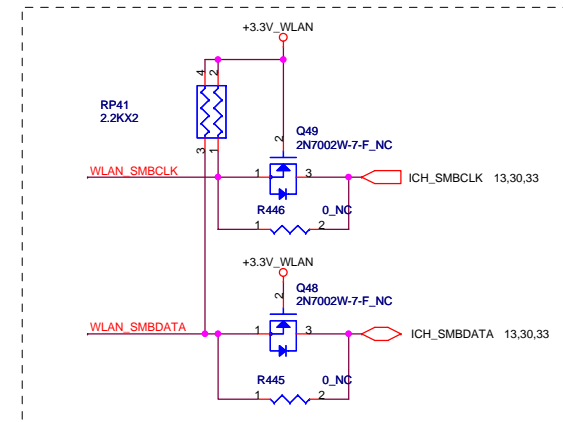 +3.3V_WLAN
4
2
RP41
2.2KX2
3
1
2
Q49
2N7002W-7-F_NC
WLAN_SMBCLK
1
3
ICH_SMBCLK 13,30,33
R446
0_NC
1
2
+3.3V_WLAN
2
Q48
2N7002W-7-F_NC
WLAN_SMBDATA
1
3
ICH_SMBDATA 13,30,33
R445
0_NC
1
2